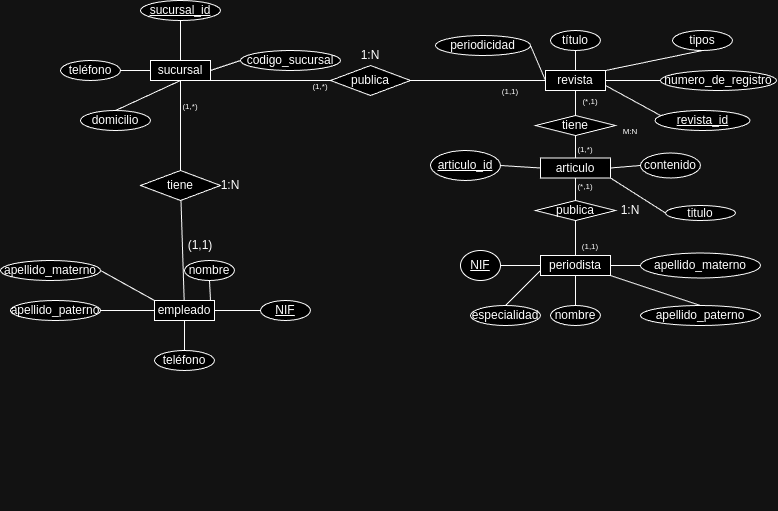 sucursal_id
título
tipos
periodicidad
1:N
codigo_sucursal
teléfono
sucursal
publica
revista
numero_de_registro
(1,*)
(1,1)
(*,1)
(1,*)
domicilio
revista_id
tiene
M:N
(1,*)
articulo_id
articulo
contenido
tiene
1:N
(*,1)
publica
1:N
titulo
(1,1)
(1,1)
apellido_materno
nombre
NIF
periodista
apellido_materno
apellido_paterno
empleado
NIF
especialidad
nombre
apellido_paterno
teléfono